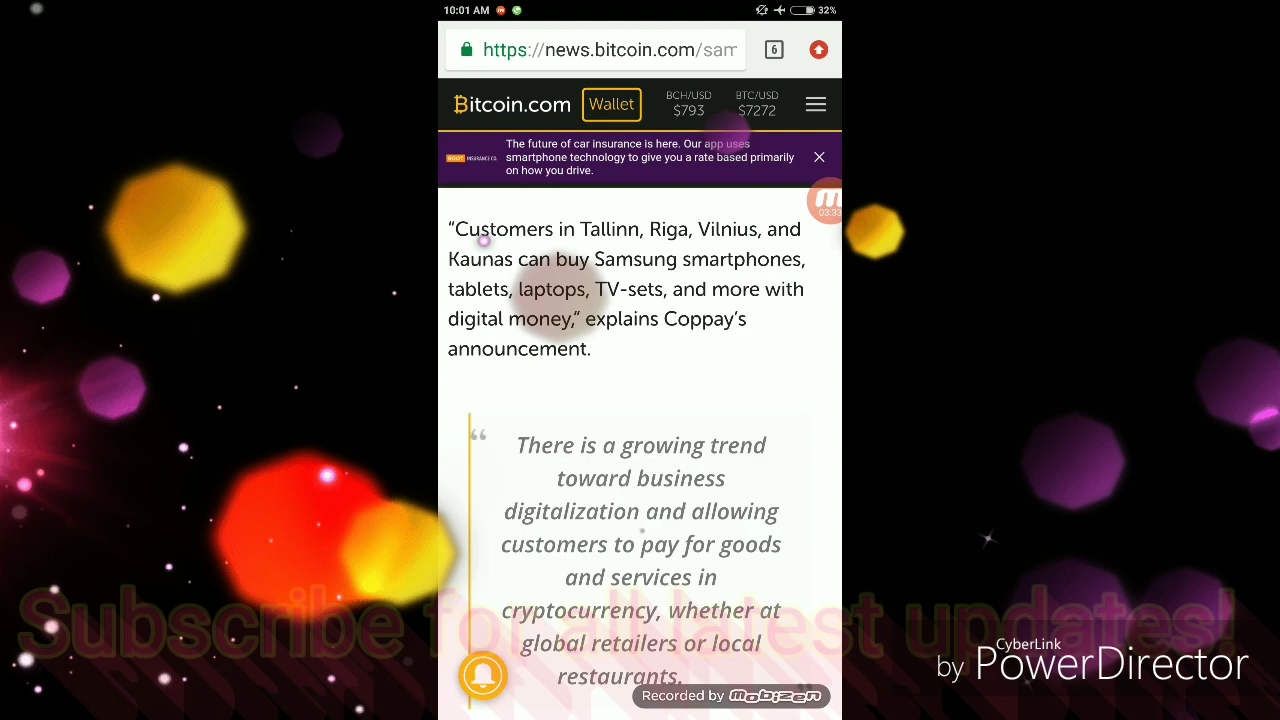 10:01 AM
32%
https://news.bitcoin.com/sam
6
Bitcoin.com
Wallet
BCH/USD
$793
BTC/USD
$7272
ROOT INSURANCE CO.
The future of car insurance is here. Our app uses
smartphone technology to give you a rate based primarily
on how you drive.
03:33
“Customers in Tallinn, Riga, Vilnius, and
Kaunas can buy Samsung smartphones,
tablets, laptops, TV-sets, and more with
digital money,” explains Coppay’s
announcement.
“
There is a growing trend
toward business
digitalization and allowing
customers to pay for goods
and services in
cryptocurrency, whether at
global retailers or local
restaurants.
Subscribe for all latest updates!
CyberLink
by PowerDirector
Recorded by mobizen